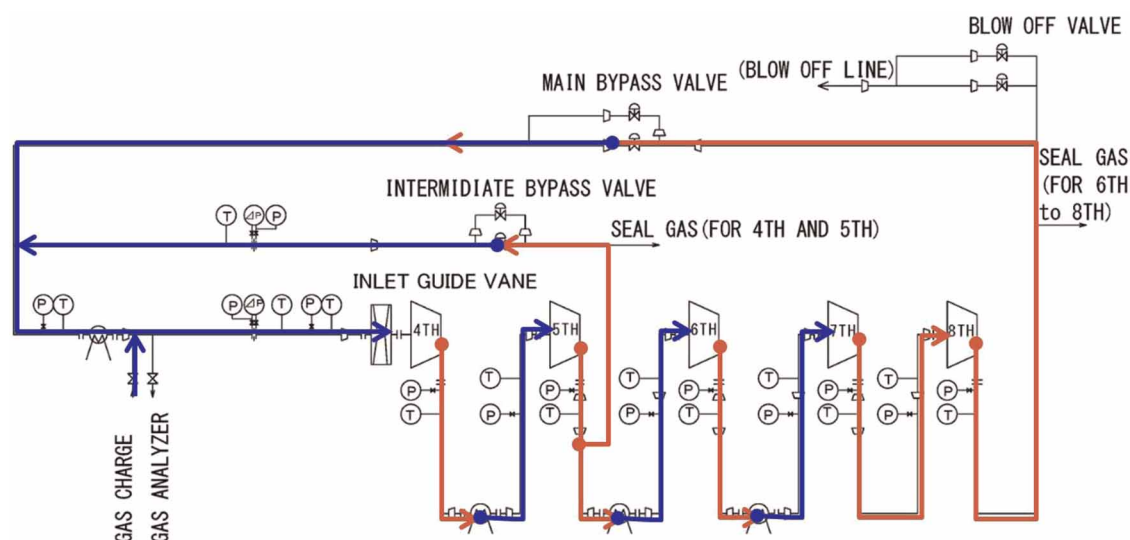 BLOW OFF VALVE
(BLOW OFF LINE)
MAIN BYPASS VALVE
SEAL GAS
(FOR 6TH
to 8TH)
INTERMIDIATE BYPASS VALVE
T ⊿P P
SEAL GAS(FOR 4TH AND 5TH)
INLET GUIDE VANE
P T P ⊿P T P T
4TH 5TH 6TH 7TH 8TH
T T T T
P P P P P
T P T P T P T P T
GAS CHARGE
GAS ANALYZER